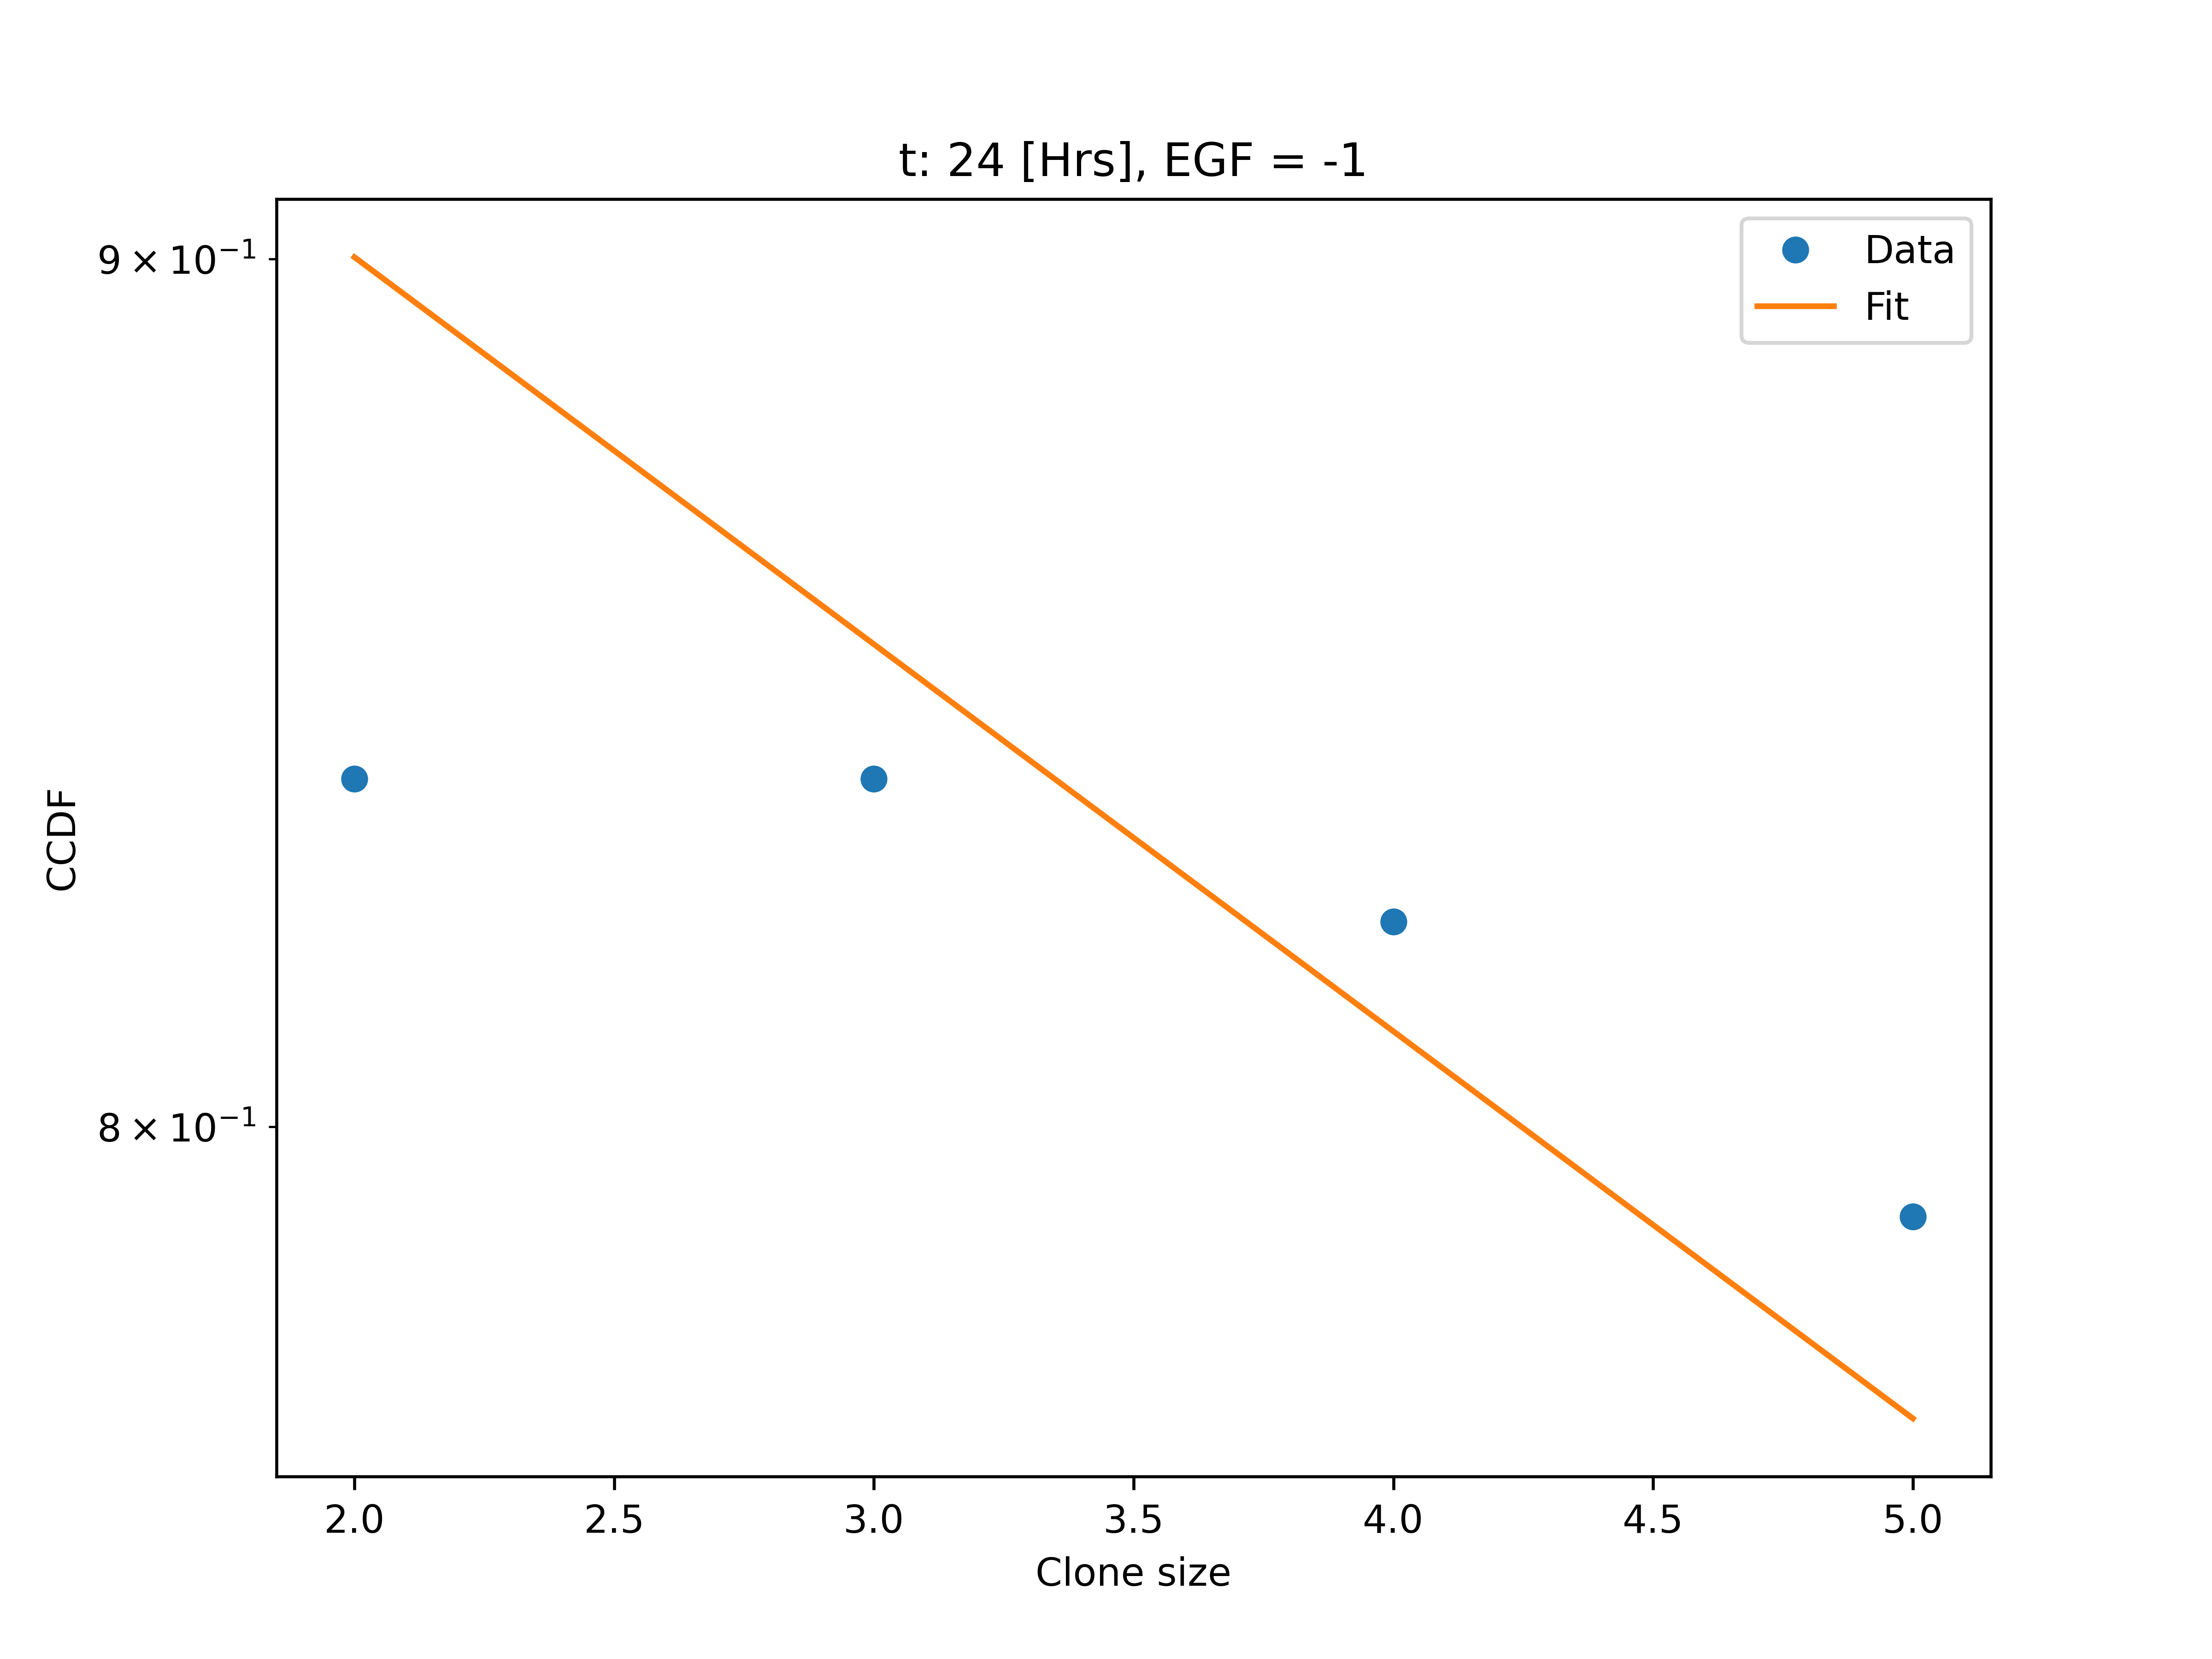 t: 24 [Hrs], EGF = -1
Data
Fit
9 × 10⁻¹
8 × 10⁻¹
CCDF
2.0 2.5 3.0 3.5 4.0 4.5 5.0
Clone size